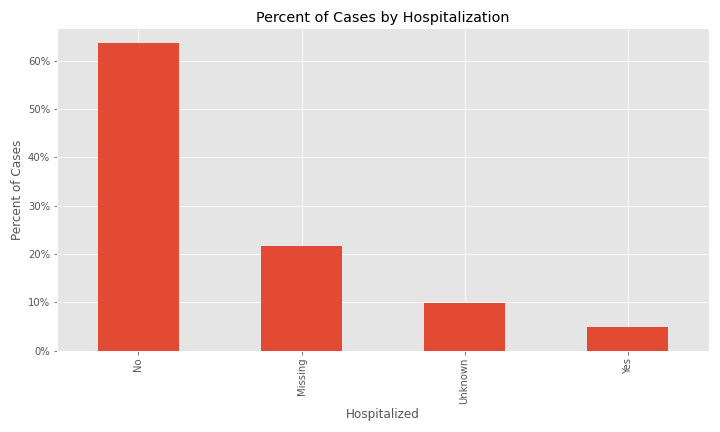 Percent of Cases by Hospitalization
Percent of Cases
60%
50%
40%
30%
20%
10%
0%
No
Missing
Unknown
Yes
Hospitalized